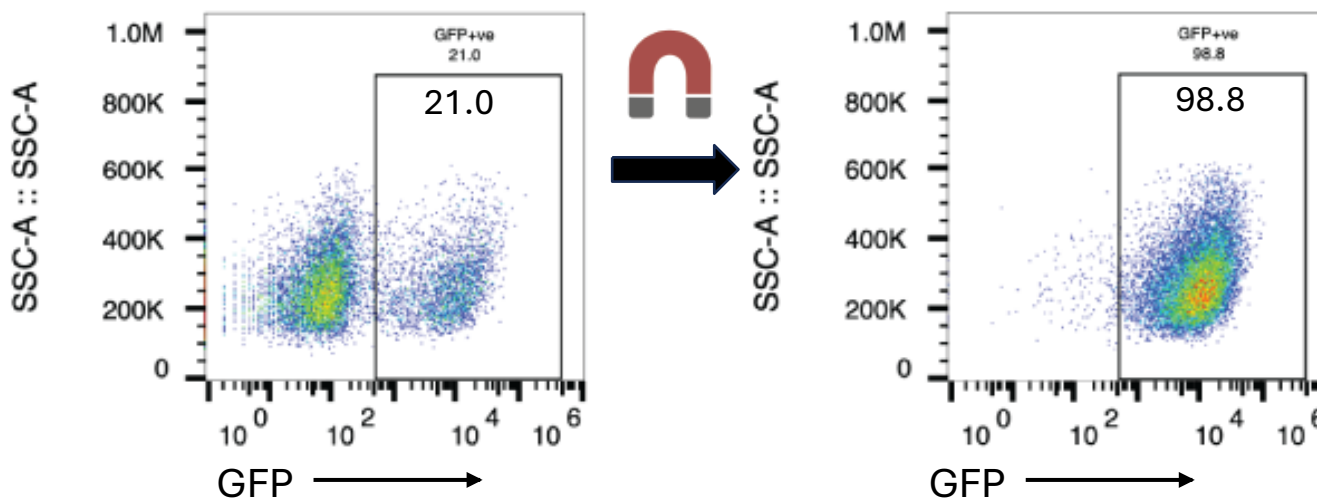 GFP+ve
21.0
21.0
SSC-A :: SSC-A
1.0M
800K
600K
400K
200K
0
10^0 10^2 10^4 10^6
GFP
GFP+ve
98.8
98.8
SSC-A :: SSC-A
1.0M
800K
600K
400K
200K
0
10^0 10^2 10^4 10^6
GFP